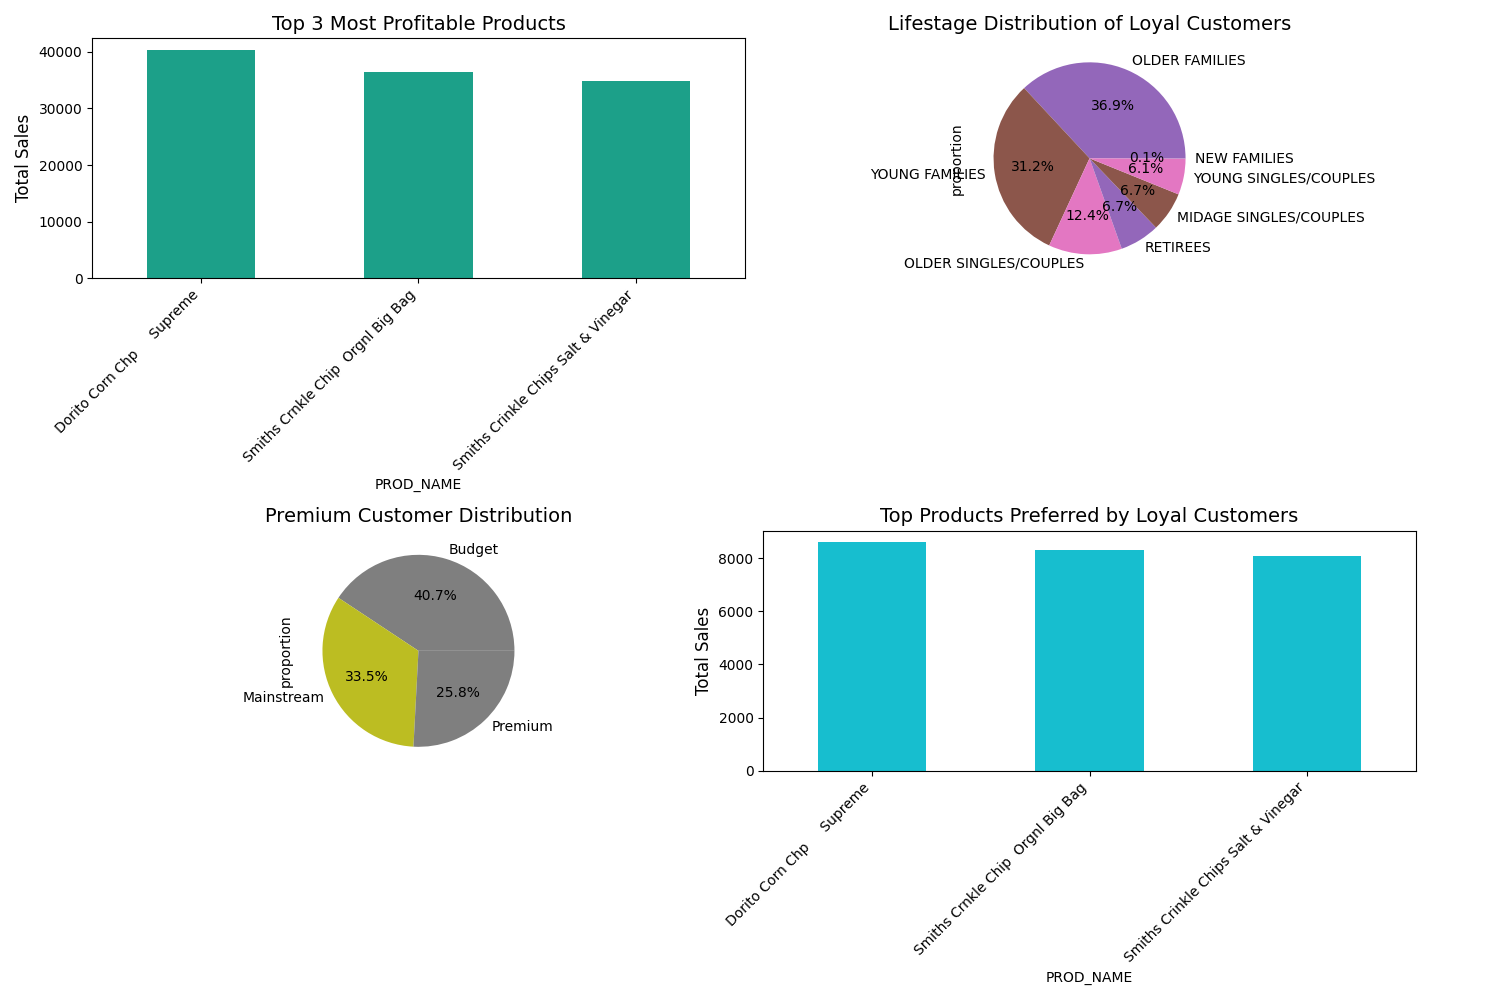 Top 3 Most Profitable Products
Total Sales
40000
30000
20000
10000
0
Dorito Corn Chp     Supreme
Smiths Crnkle Chip  Orgnl Big Bag
Smiths Crinkle Chips Salt & Vinegar
PROD_NAME
Lifestage Distribution of Loyal Customers
proportion
OLDER FAMILIES
36.9%
YOUNG FAMILIES
31.2%
OLDER SINGLES/COUPLES
12.4%
RETIREES
6.7%
MIDAGE SINGLES/COUPLES
6.7%
YOUNG SINGLES/COUPLES
6.1%
NEW FAMILIES
0.1%
Premium Customer Distribution
proportion
Budget
40.7%
Mainstream
33.5%
Premium
25.8%
Top Products Preferred by Loyal Customers
Total Sales
8000
6000
4000
2000
0
Dorito Corn Chp     Supreme
Smiths Crnkle Chip  Orgnl Big Bag
Smiths Crinkle Chips Salt & Vinegar
PROD_NAME